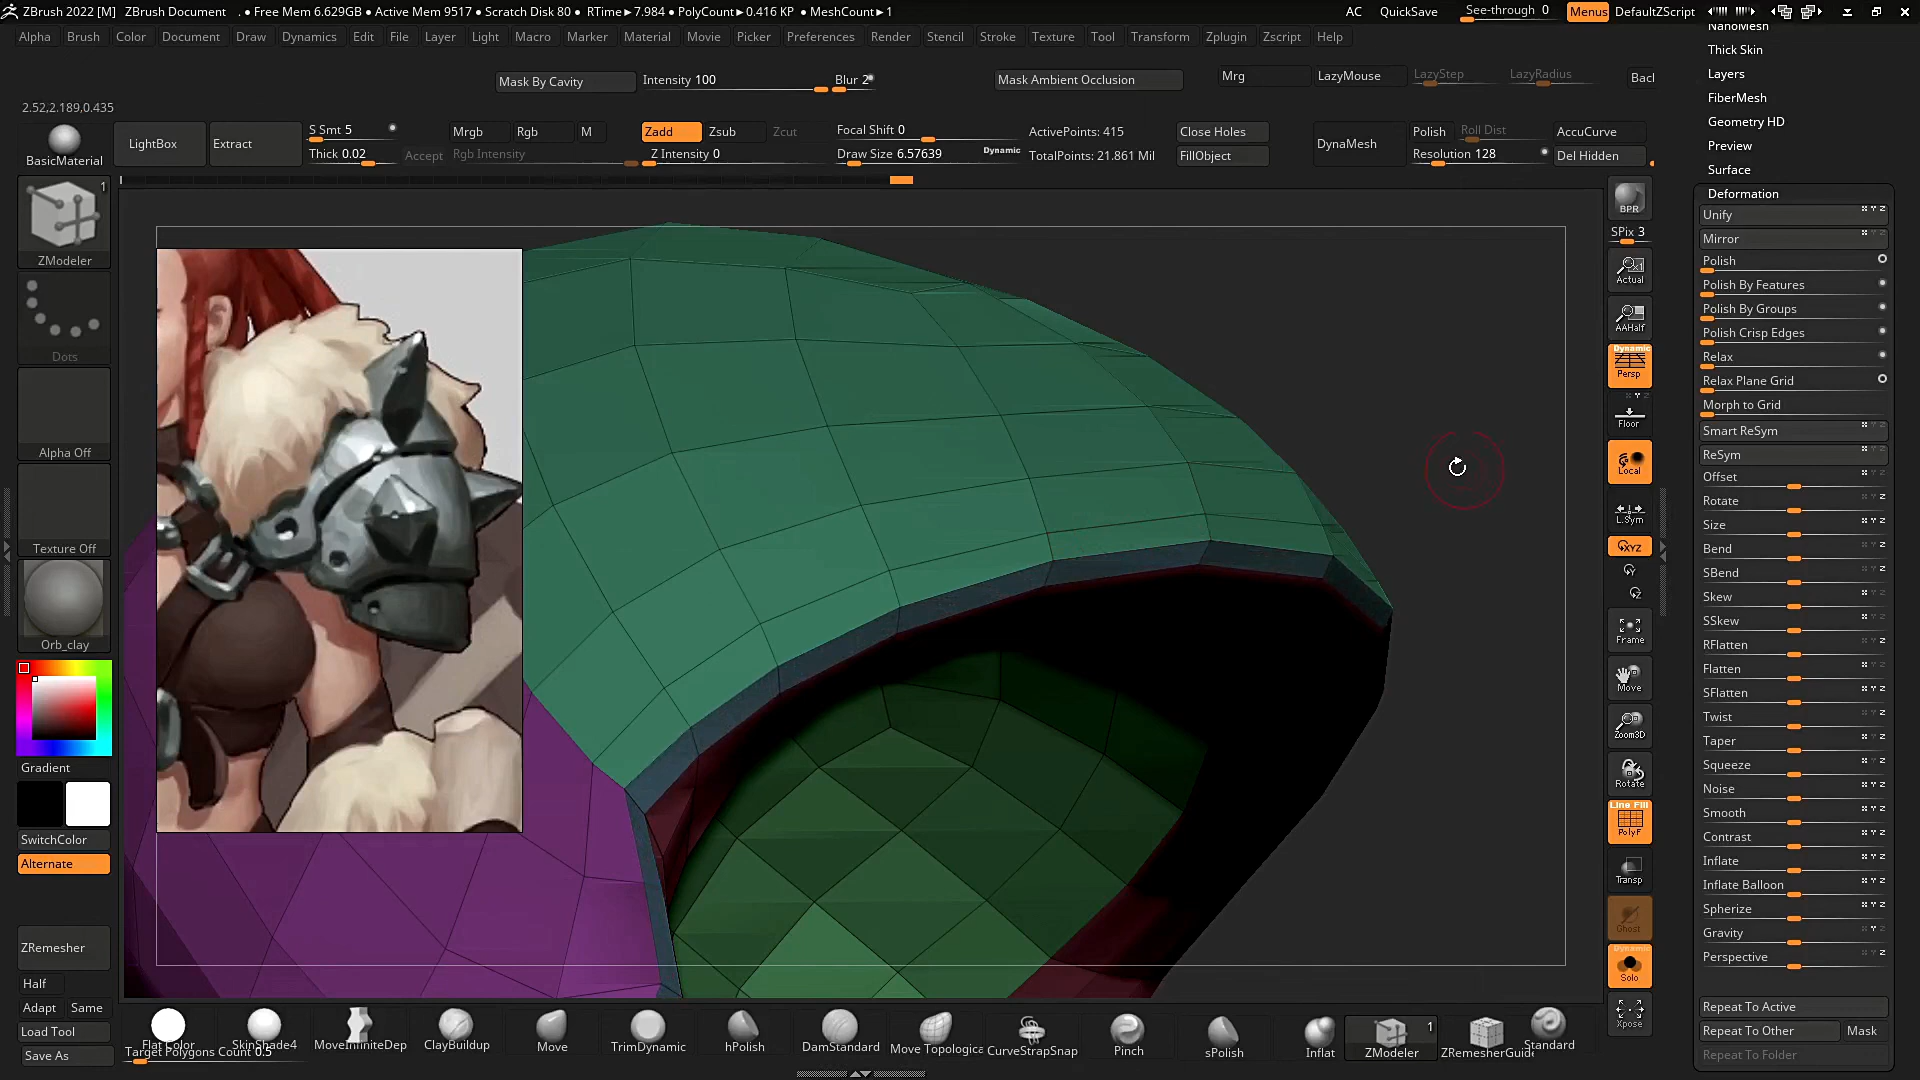 ZBrush 2022 [M] ZBrush Document . ● Free Mem 6.629GB ● Active Mem 9517 ● Scratch Disk 80 ● RTime▸7.984 ● PolyCount▸0.416 KP ● MeshCount▸1 AC QuickSave See-through 0 Menus DefaultZScript
Alpha Brush Color Document Draw Dynamics Edit File Layer Light Macro Marker Material Movie Picker Preferences Render Stencil Stroke Texture Tool Transform Zplugin Zscript Help
Mask By Cavity Intensity 100 Blur 2 Mask Ambient Occlusion Mrg LazyMouse LazyStep LazyRadius Bacl
2.52,2.189,0.435
BasicMaterial LightBox Extract S Smt 5 Thick 0.02 Accept Mrgb Rgb M Rgb Intensity Zadd Zsub Zcut Z Intensity 0 Focal Shift 0 Draw Size 6.57639 Dynamic ActivePoints: 415 TotalPoints: 21.861 Mil Close Holes FillObject DynaMesh Polish Roll Dist Resolution 128 AccuCurve Del Hidden
1
ZModeler
Dots
Alpha Off
Texture Off
Orb_clay
Gradient
SwitchColor
Alternate
ZRemesher
Half
Adapt Same
Load Tool
Save As
BPR
SPix 3
Actual
AAHalf
Dynamic
Persp
Floor
Local
L.Sym
XYZ
Y
Z
Frame
Move
Zoom3D
Rotate
Line Fill
PolyF
Transp
Ghost
Dynamic
Solo
Xpose
NanoMesh
Thick Skin
Layers
FiberMesh
Geometry HD
Preview
Surface
Deformation
Unify
Mirror
Polish
Polish By Features
Polish By Groups
Polish Crisp Edges
Relax
Relax Plane Grid
Morph to Grid
Smart ReSym
ReSym
Offset
Rotate
Size
Bend
SBend
Skew
SSkew
RFlatten
Flatten
SFlatten
Twist
Taper
Squeeze
Noise
Smooth
Contrast
Inflate
Inflate Balloon
Spherize
Gravity
Perspective
Repeat To Active
Repeat To Other Mask
Repeat To Folder
Flat Color SkinShade4 MoveInfiniteDep ClayBuildup Move TrimDynamic hPolish DamStandard Move Topologica CurveStrapSnap Pinch sPolish Inflat 1 ZModeler ZRemesherGuide Standard
Target Polygons Count 0.5